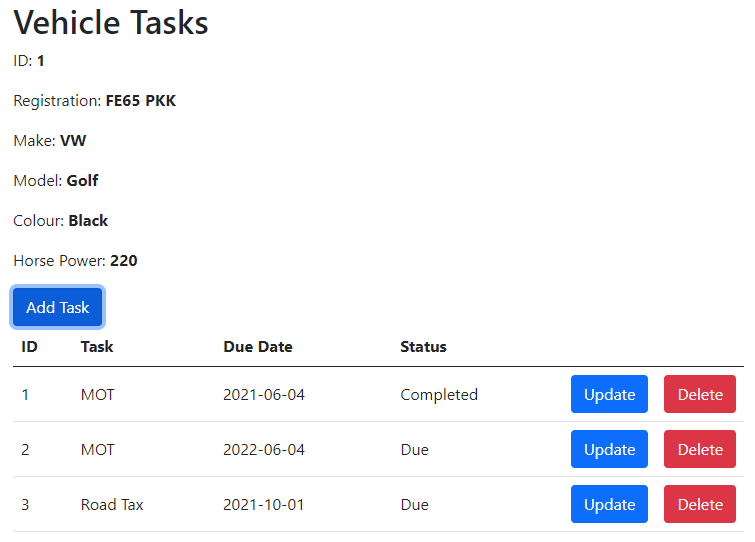 Vehicle Tasks
ID: 1
Registration: FE65 PKK
Make: VW
Model: Golf
Colour: Black
Horse Power: 220
Add Task
ID Task Due Date Status
1 MOT 2021-06-04 Completed Update Delete
2 MOT 2022-06-04 Due Update Delete
3 Road Tax 2021-10-01 Due Update Delete